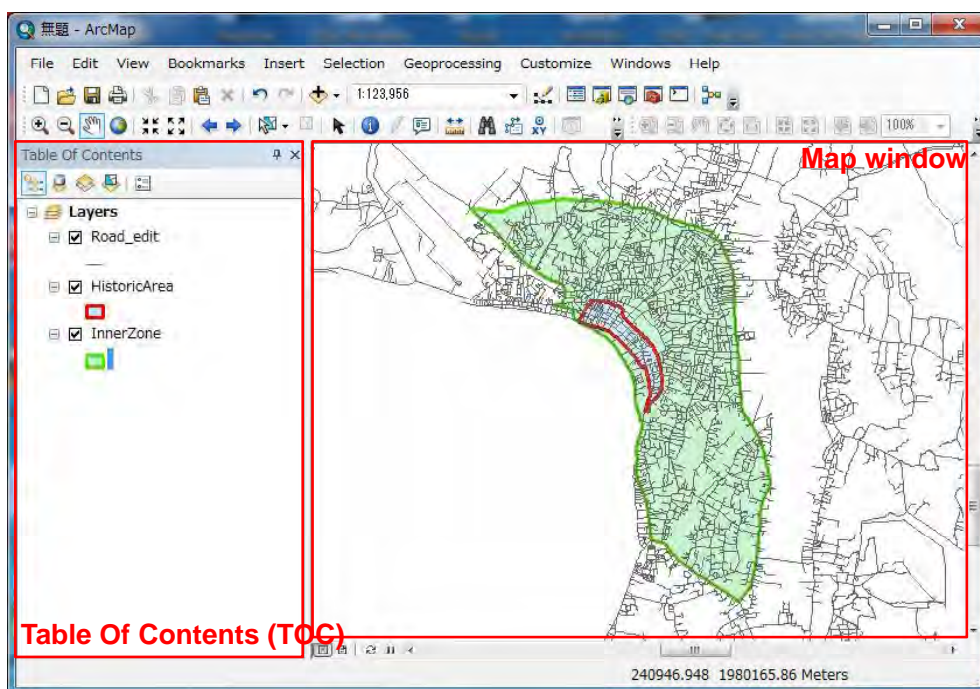 無題 - ArcMap
File Edit View Bookmarks Insert Selection Geoprocessing Customize Windows Help
1:123,956
100%
Table Of Contents
Map window
Layers
Road_edit
HistoricArea
InnerZone
Table Of Contents (TOC)
240946.948 1980165.86 Meters